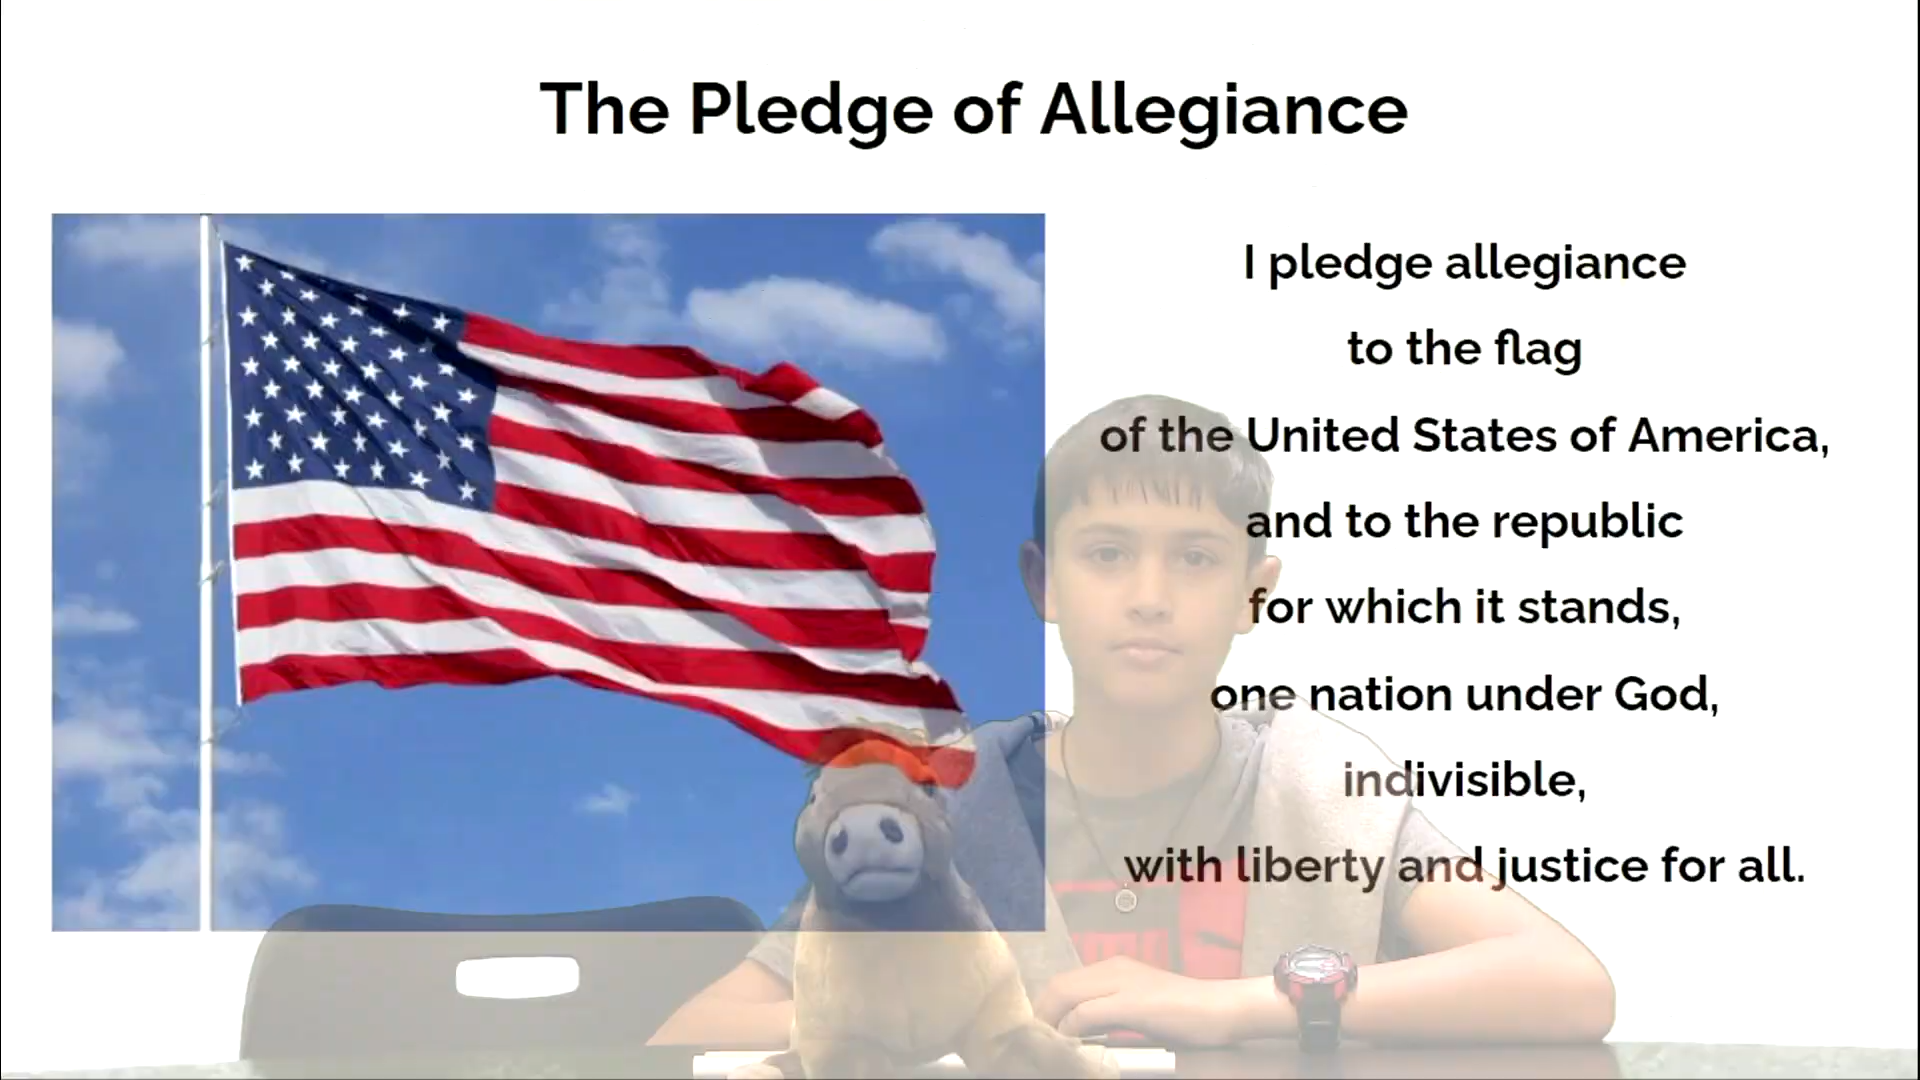 The Pledge of Allegiance
I pledge allegiance
to the flag
of the United States of America,
and to the republic
for which it stands,
one nation under God,
indivisible,
with liberty and justice for all.